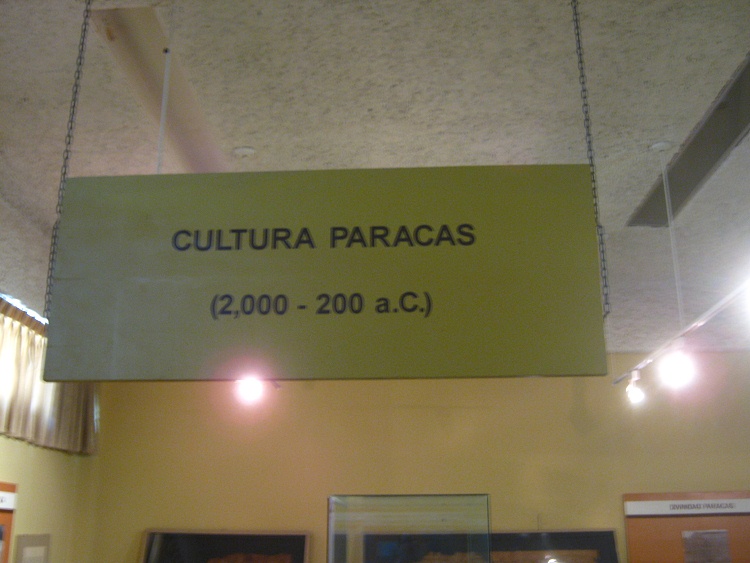 CULTURA PARACAS
(2,000 - 200 a.C.)